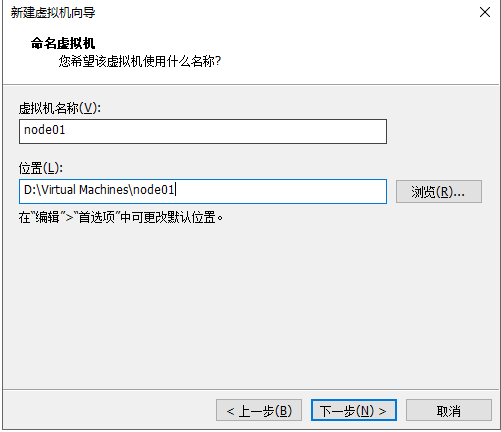 新建虚拟机向导
命名虚拟机
您希望该虚拟机使用什么名称?
虚拟机名称(V):
node01
位置(L):
D:\Virtual Machines\node01
浏览(R)...
在“编辑”>“首选项”中可更改默认位置。
< 上一步(B)
下一步(N) >
取消